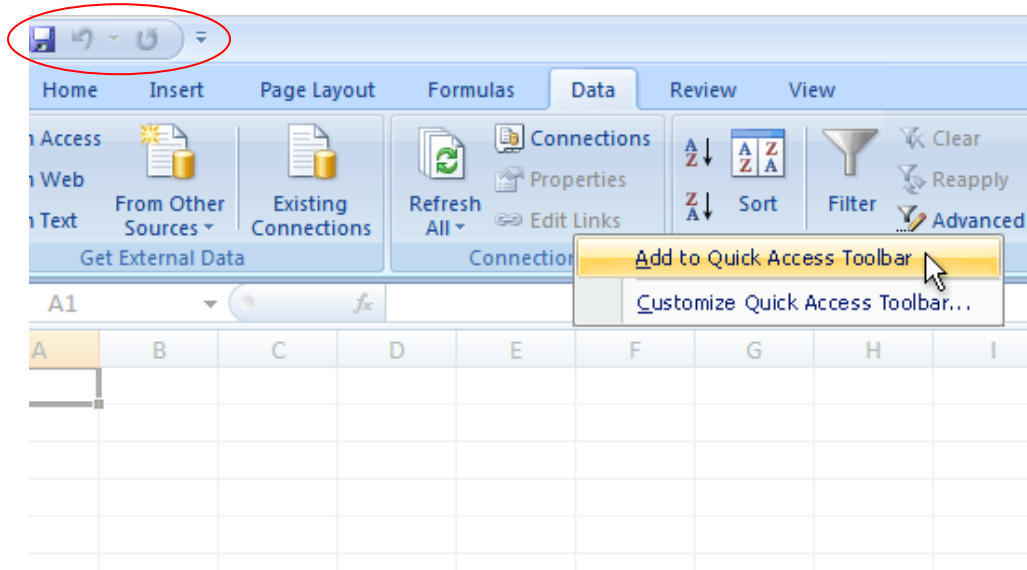 Home Insert Page Layout Formulas Data Review View
Access Connections Clear
Web Properties Reapply
Text From Other Sources Existing Connections Refresh All Edit Links A Z Z A A Z Z A Sort Filter Advanced
Get External Data
Add to Quick Access Toolbar
Customize Quick Access Toolbar...
A1 fx
A B C D E F G H I